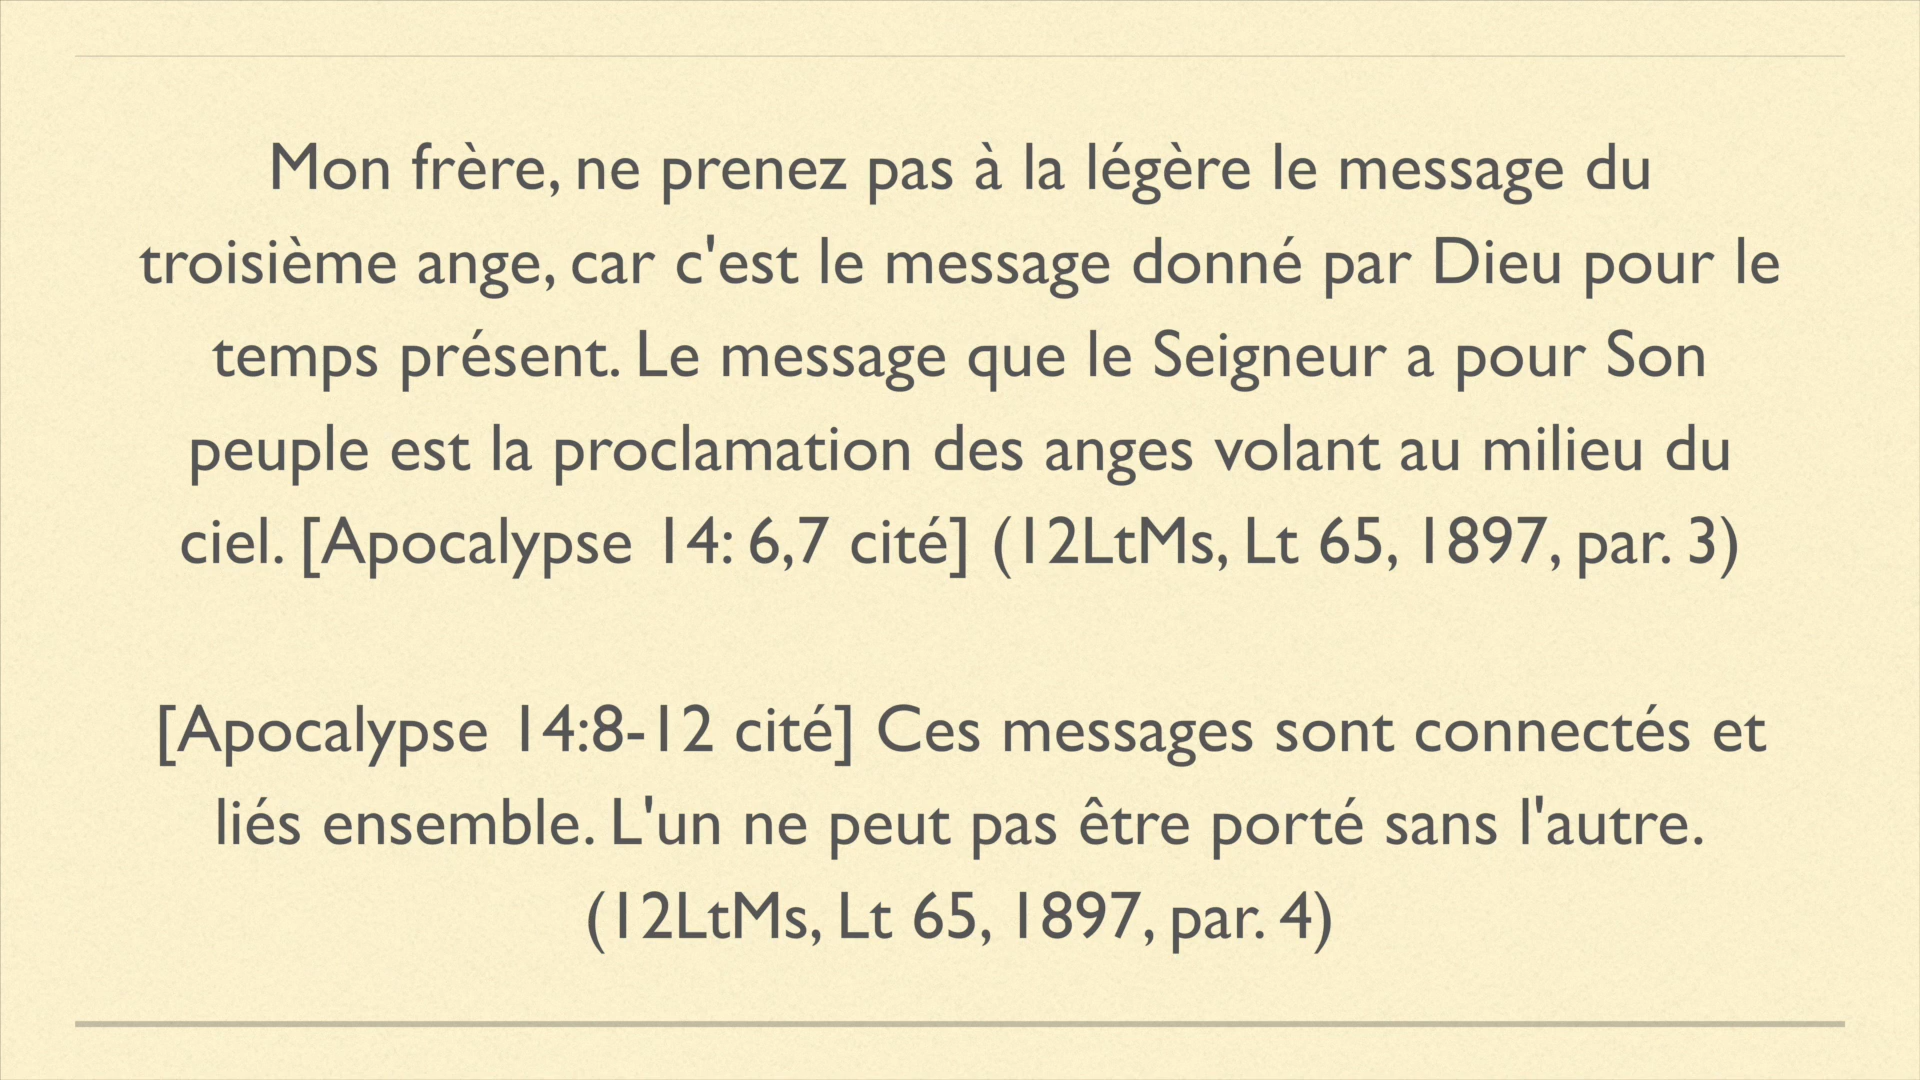 Mon frère, ne prenez pas à la légère le message du
troisième ange, car c'est le message donné par Dieu pour le
temps présent. Le message que le Seigneur a pour Son
peuple est la proclamation des anges volant au milieu du
ciel. [Apocalypse 14: 6,7 cité] (12LtMs, Lt 65, 1897, par. 3)
[Apocalypse 14:8-12 cité] Ces messages sont connectés et
liés ensemble. L'un ne peut pas être porté sans l'autre.
(12LtMs, Lt 65, 1897, par. 4)